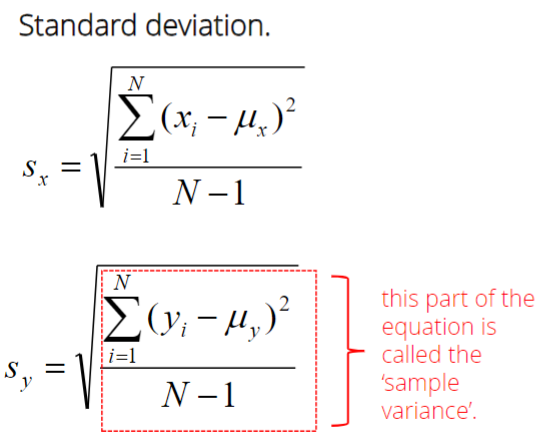 Standard deviation.
$s_x = \sqrt{\frac{\sum_{i=1}^{N}(x_i - \mu_x)^2}{N-1}}$
$s_y = \sqrt{\frac{\sum_{i=1}^{N}(y_i - \mu_y)^2}{N-1}}$
this part of the
equation is
called the
‘sample
variance’.